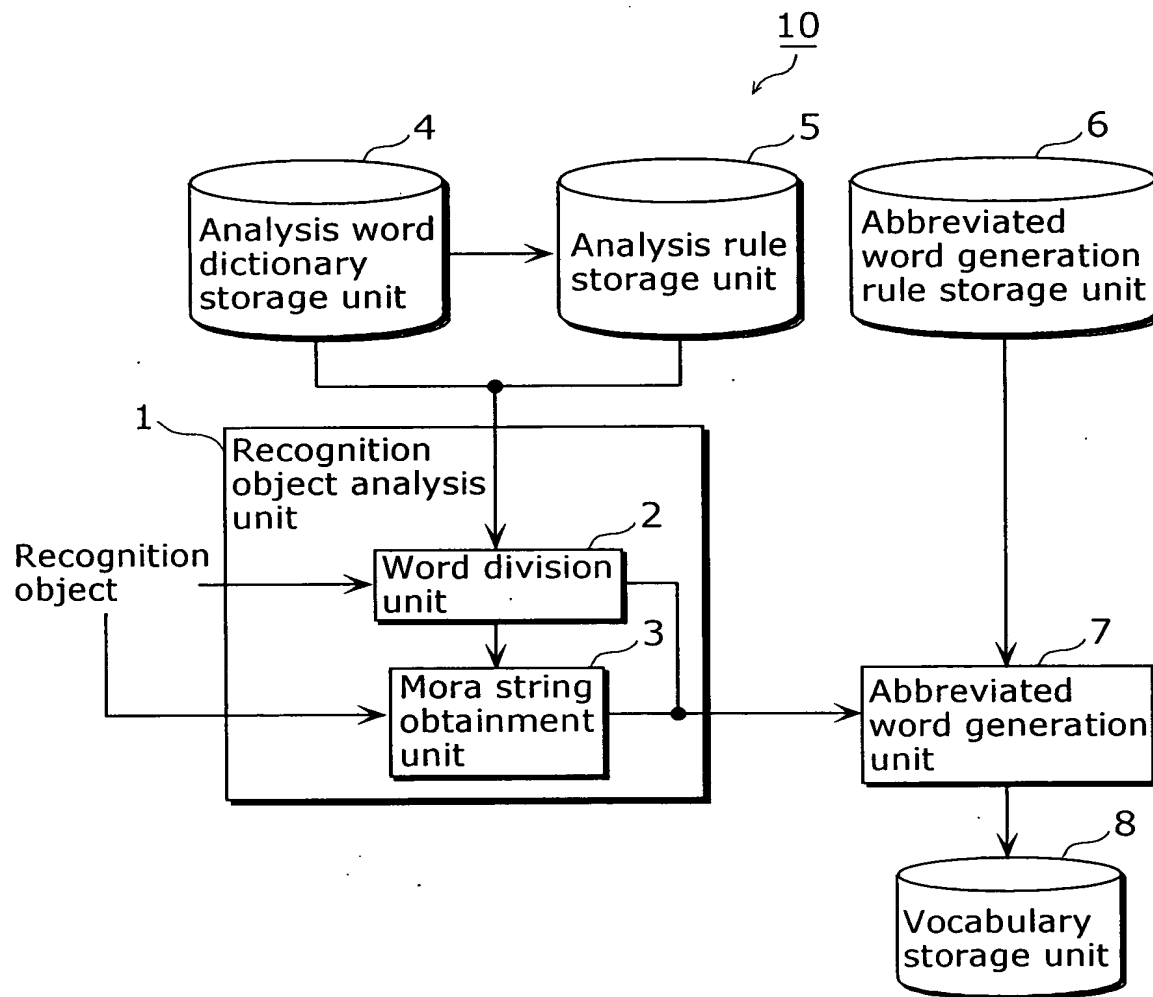 10
4
5
6
Analysis word
dictionary
storage unit
Analysis rule
storage unit
Abbreviated
word generation
rule storage unit
1
Recognition
object analysis
unit
2
Recognition
object
Word division
unit
3
Mora string
obtainment
unit
7
Abbreviated
word generation
unit
8
Vocabulary
storage unit